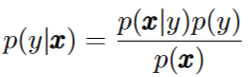 p(y|𝒙) = p(𝒙|y)p(y) / p(𝒙)